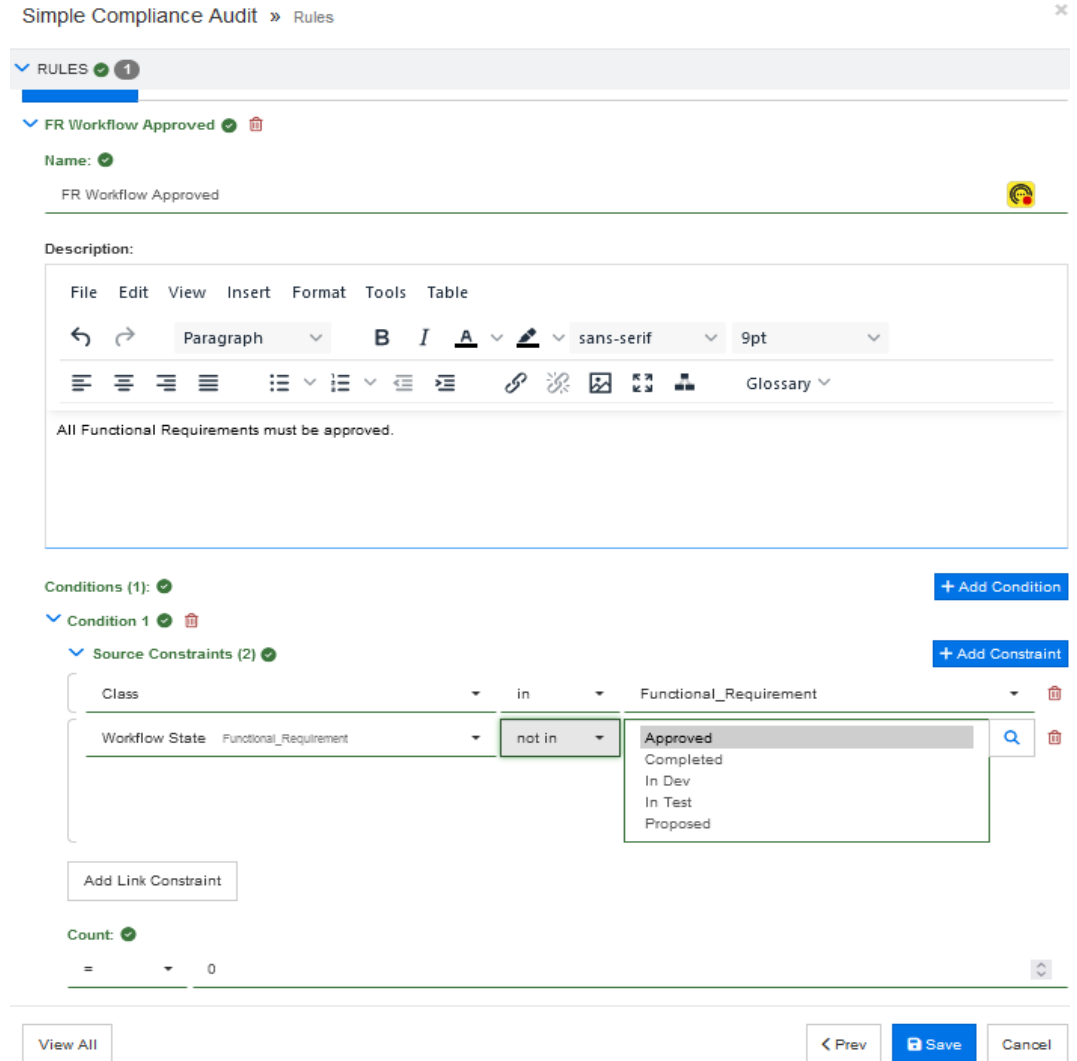 Simple Compliance Audit » Rules
RULES 1
FR Workflow Approved
Name:
FR Workflow Approved
Description:
File Edit View Insert Format Tools Table
Paragraph B I A sans-serif 9pt
Glossary
All Functional Requirements must be approved.
Conditions (1): + Add Condition
Condition 1
Source Constraints (2) + Add Constraint
Class in Functional_Requirement
Workflow State Functional_Requirement not in Approved
Completed
In Dev
In Test
Proposed
Add Link Constraint
Count:
= 0
View All Prev Save Cancel